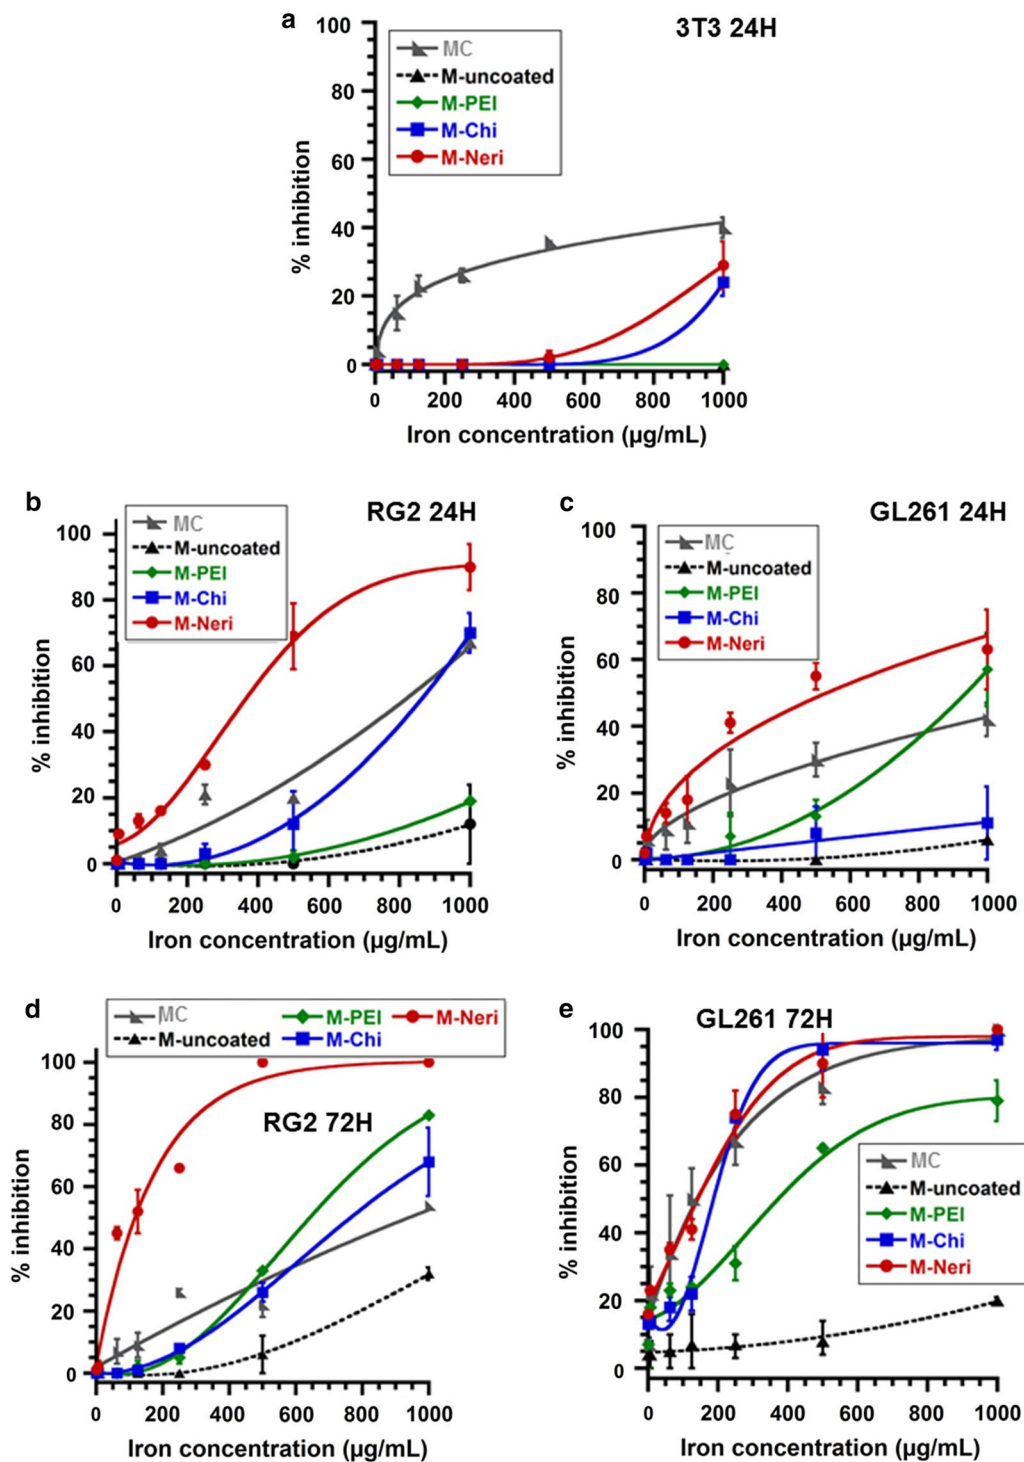 a
3T3 24H
MC
M-uncoated
M-PEI
M-Chi
M-Neri
100
80
60
40
20
0
% inhibition
0 200 400 600 800 1000
Iron concentration (µg/mL)
b
RG2 24H
MC
M-uncoated
M-PEI
M-Chi
M-Neri
100
80
60
40
20
0
% inhibition
0 200 400 600 800 1000
Iron concentration (µg/mL)
c
GL261 24H
MC
M-uncoated
M-PEI
M-Chi
M-Neri
100
80
60
40
20
0
% inhibition
0 200 400 600 800 1000
Iron concentration (µg/mL)
d
MC M-PEI M-Neri
M-uncoated M-Chi
RG2 72H
100
80
60
40
20
0
% inhibition
0 200 400 600 800 1000
Iron concentration (µg/mL)
e
GL261 72H
100
80
60
40
20
0
% inhibition
MC
M-uncoated
M-PEI
M-Chi
M-Neri
0 200 400 600 800 1000
Iron concentration (µg/mL)